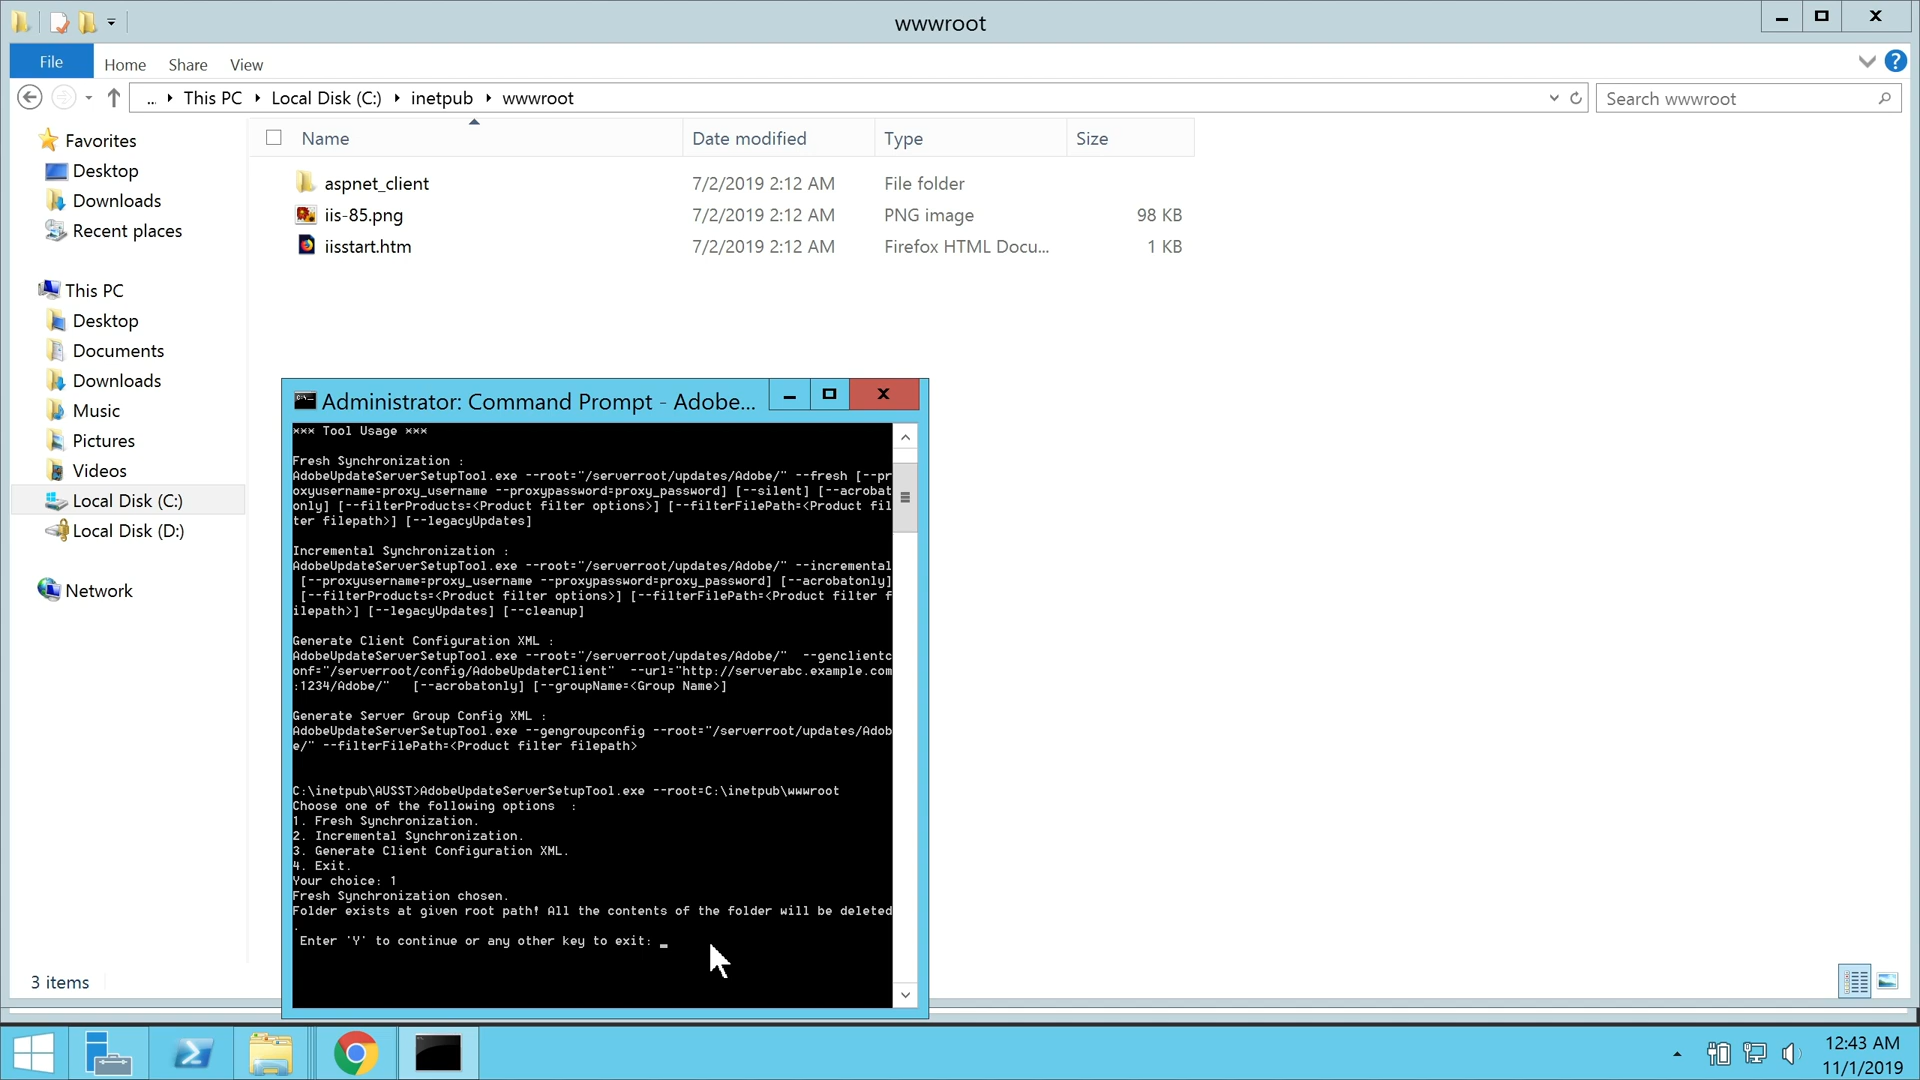 wwwroot
File
Home
Share
View
... This PC Local Disk (C:) inetpub wwwroot
Search wwwroot
Favorites
Desktop
Downloads
Recent places
This PC
Desktop
Documents
Downloads
Music
Pictures
Videos
Local Disk (C:)
Local Disk (D:)
Network
Name Date modified Type Size
aspnet_client 7/2/2019 2:12 AM File folder
iis-85.png 7/2/2019 2:12 AM PNG image 98 KB
iisstart.htm 7/2/2019 2:12 AM Firefox HTML Docu... 1 KB
Administrator: Command Prompt - Adobe...
*** Tool Usage ***
Fresh Synchronization :
AdobeUpdateServerSetupTool.exe --root="/serverroot/updates/Adobe/" --fresh [--pr
oxyusername=proxy_username --proxypassword=proxy_password] [--silent] [--acrobat
only] [--filterProducts=<Product filter options>] [--filterFilePath=<Product fil
ter filepath>] [--legacyUpdates]
Incremental Synchronization :
AdobeUpdateServerSetupTool.exe --root="/serverroot/updates/Adobe/" --incremental
[--proxyusername=proxy_username --proxypassword=proxy_password] [--acrobatonly]
[--filterProducts=<Product filter options>] [--filterFilePath=<Product filter f
ilepath>] [--legacyUpdates] [--cleanup]
Generate Client Configuration XML :
AdobeUpdateServerSetupTool.exe --root="/serverroot/updates/Adobe/" --genclientc
onf="/serverroot/config/AdobeUpdaterClient" --url="http://serverabc.example.com
:1234/Adobe/" [--acrobatonly] [--groupName=<Group Name>]
Generate Server Group Config XML :
AdobeUpdateServerSetupTool.exe --gengroupconfig --root="/serverroot/updates/Adob
e/" --filterFilePath=<Product filter filepath>
C:\inetpub\AUSST>AdobeUpdateServerSetupTool.exe --root=C:\inetpub\wwwroot
Choose one of the following options :
1. Fresh Synchronization.
2. Incremental Synchronization.
3. Generate Client Configuration XML.
4. Exit.
Your choice: 1
Fresh Synchronization chosen.
Folder exists at given root path! All the contents of the folder will be deleted
.
Enter 'Y' to continue or any other key to exit: _
3 items
12:43 AM
11/1/2019